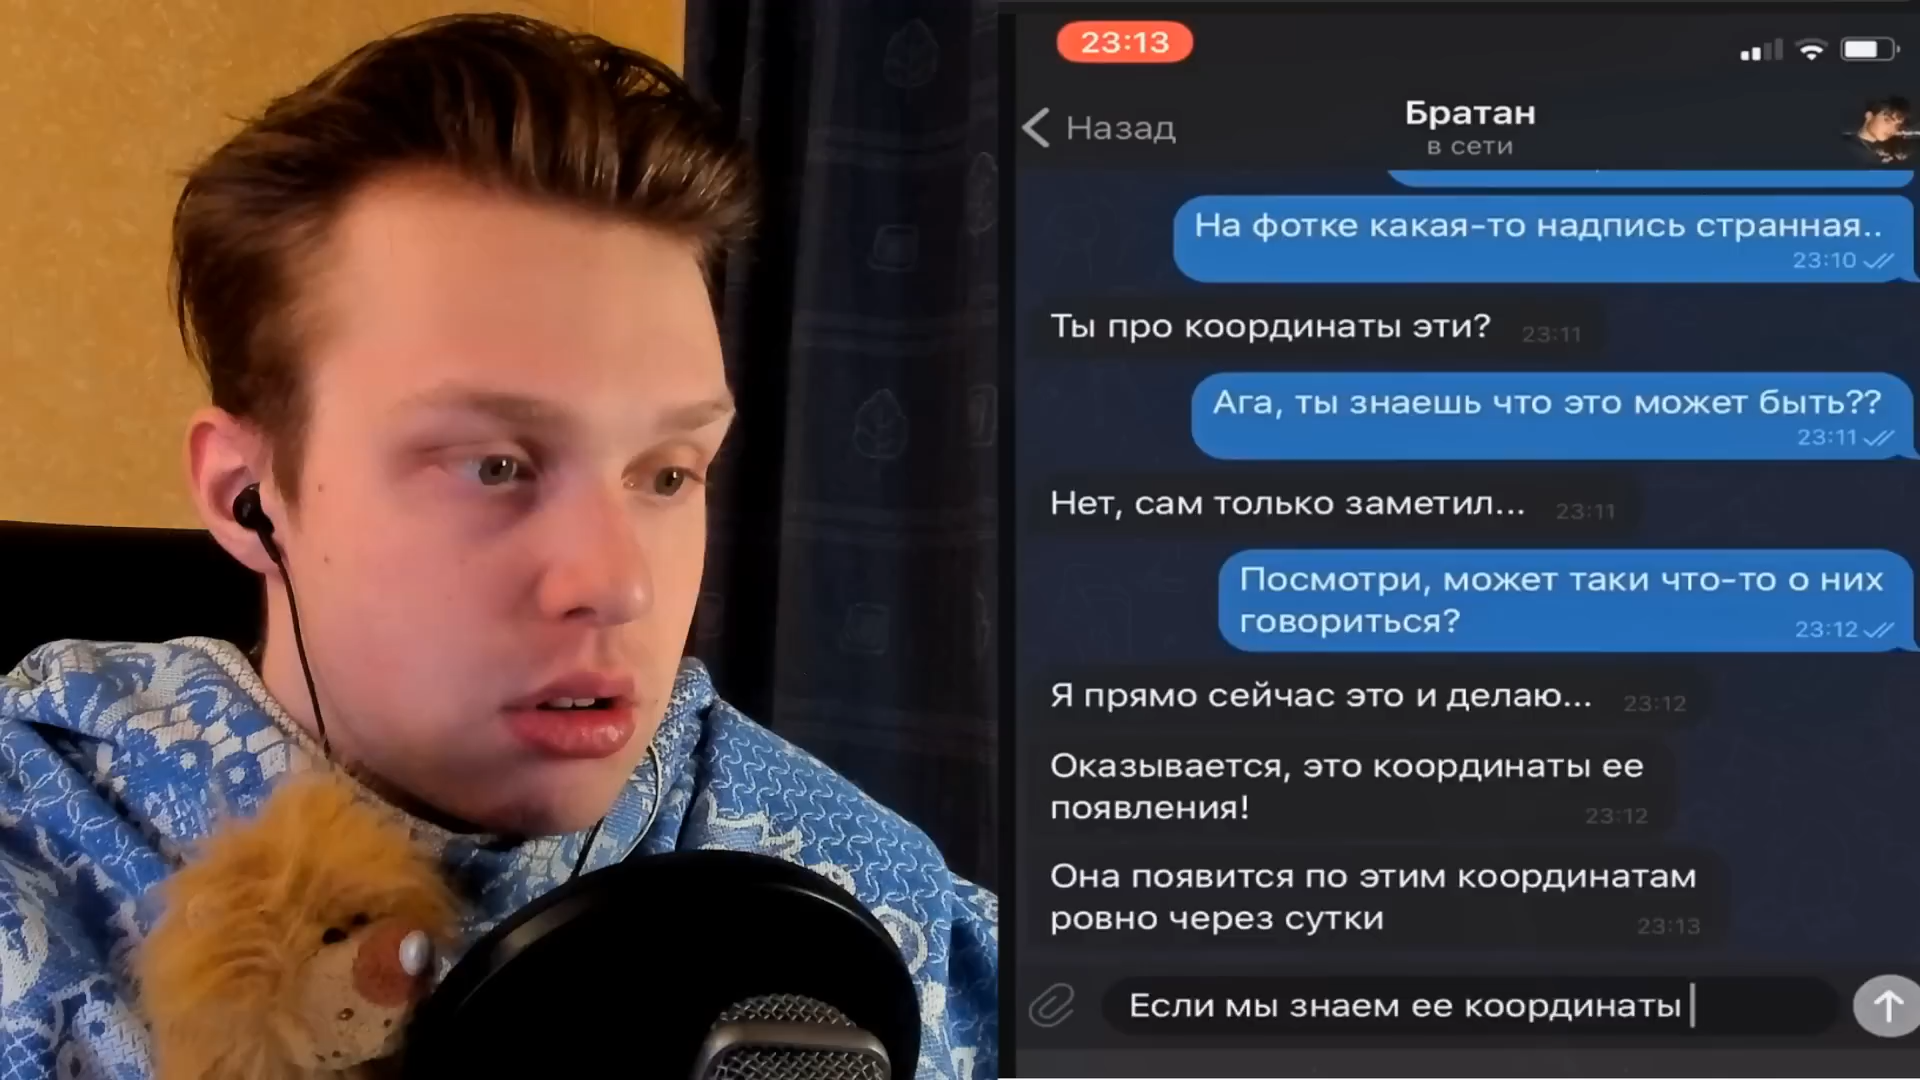 23:13
Назад
Братан
в сети
На фотке какая-то надпись странная..
23:10
Ты про координаты эти?
23:11
Ага, ты знаешь что это может быть??
23:11
Нет, сам только заметил...
23:11
Посмотри, может таки что-то о них
говориться?
23:12
Я прямо сейчас это и делаю...
23:12
Оказывается, это координаты ее
появления!
23:12
Она появится по этим координатам
ровно через сутки
23:13
Если мы знаем ее координаты